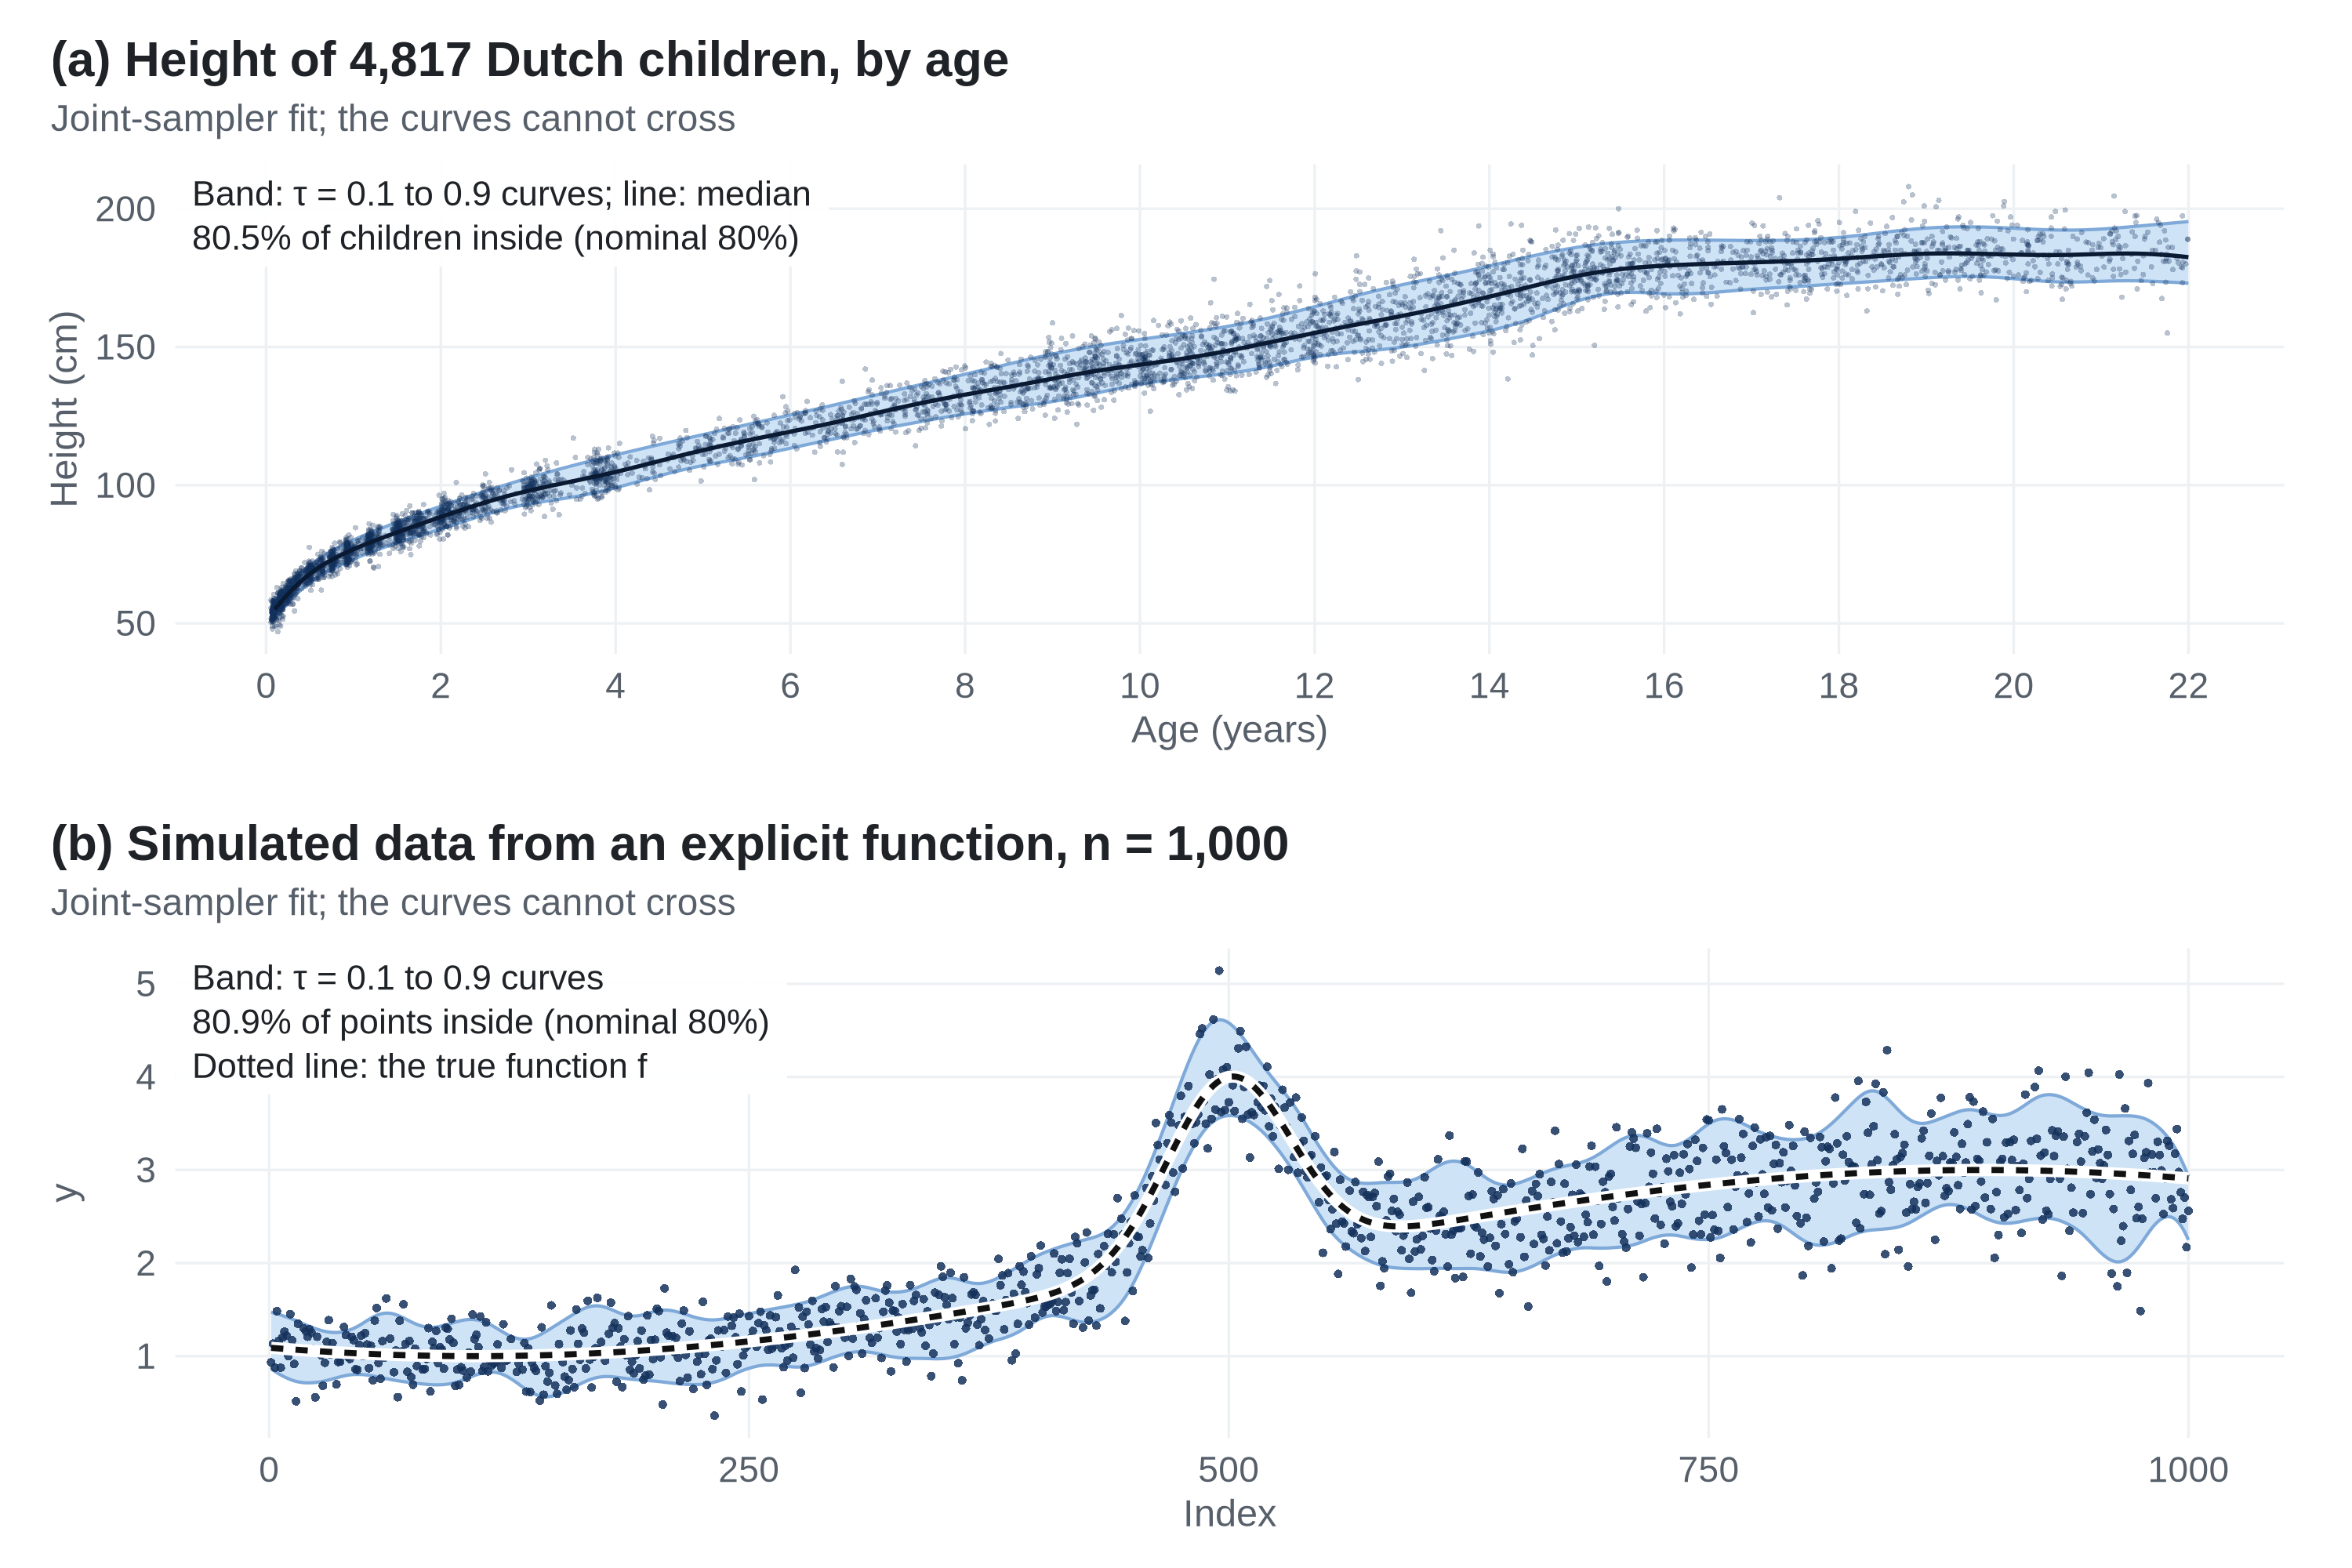 (a) Height of 4,817 Dutch children, by age
Joint-sampler fit; the curves cannot cross
Band: τ = 0.1 to 0.9 curves; line: median
80.5% of children inside (nominal 80%)
200
150
100
50
Height (cm)
0 2 4 6 8 10 12 14 16 18 20 22
Age (years)
(b) Simulated data from an explicit function, n = 1,000
Joint-sampler fit; the curves cannot cross
Band: τ = 0.1 to 0.9 curves
80.9% of points inside (nominal 80%)
Dotted line: the true function f
5
4
3
2
1
y
0 250 500 750 1000
Index